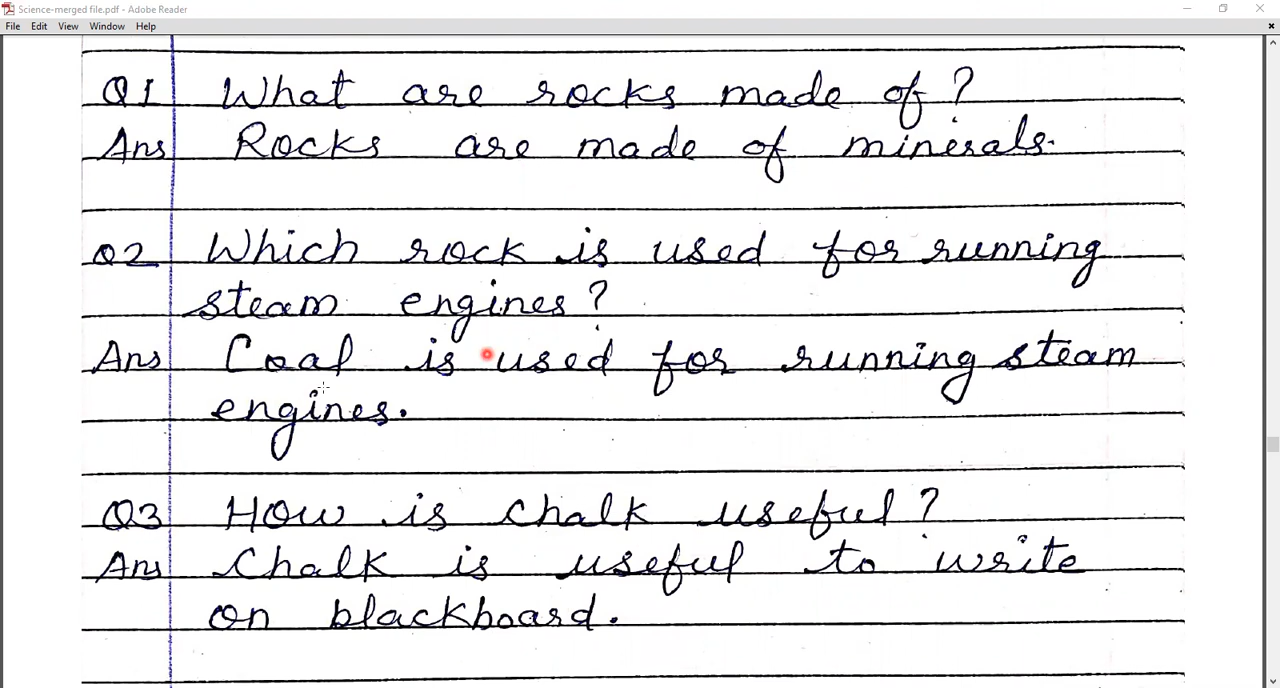 Science-merged file.pdf - Adobe Reader
File Edit View Window Help
Q1 What are rocks made of?
Ans Rocks are made of minerals.
Q2 Which rock is used for running
steam engines?
Ans Coal is used for running steam
engines.
Q3 How is chalk useful?
Ans Chalk is useful to write
on blackboard.